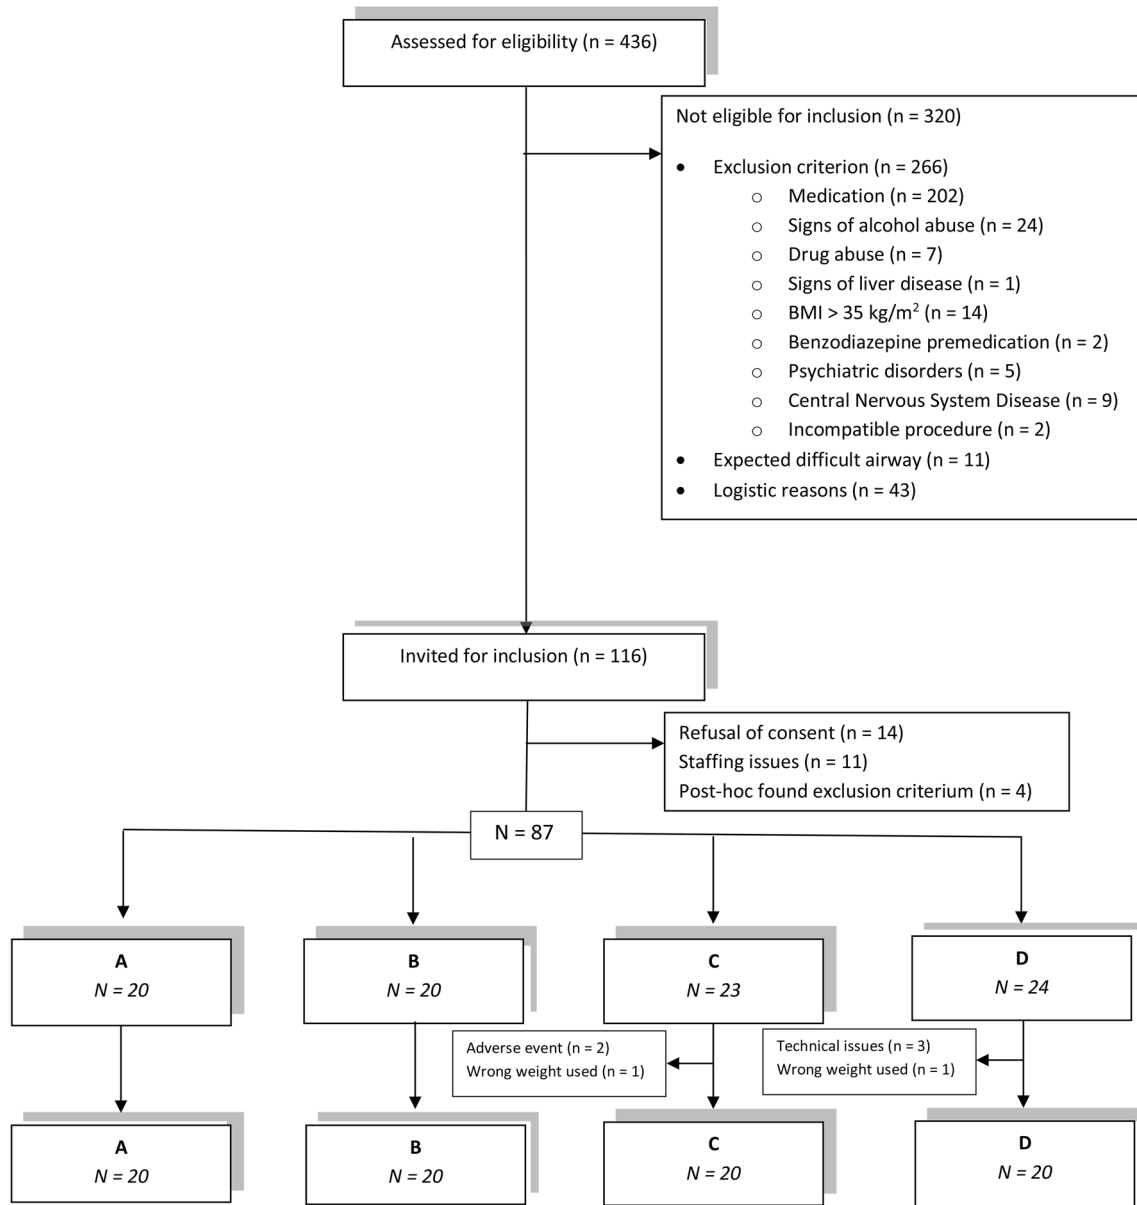 Assessed for eligibility (n = 436)
Not eligible for inclusion (n = 320)
• Exclusion criterion (n = 266)
o Medication (n = 202)
o Signs of alcohol abuse (n = 24)
o Drug abuse (n = 7)
o Signs of liver disease (n = 1)
o BMI > 35 kg/m² (n = 14)
o Benzodiazepine premedication (n = 2)
o Psychiatric disorders (n = 5)
o Central Nervous System Disease (n = 9)
o Incompatible procedure (n = 2)
• Expected difficult airway (n = 11)
• Logistic reasons (n = 43)
Invited for inclusion (n = 116)
Refusal of consent (n = 14)
Staffing issues (n = 11)
Post-hoc found exclusion criterium (n = 4)
N = 87
A
N = 20
B
N = 20
C
N = 23
D
N = 24
Adverse event (n = 2)
Wrong weight used (n = 1)
Technical issues (n = 3)
Wrong weight used (n = 1)
A
N = 20
B
N = 20
C
N = 20
D
N = 20